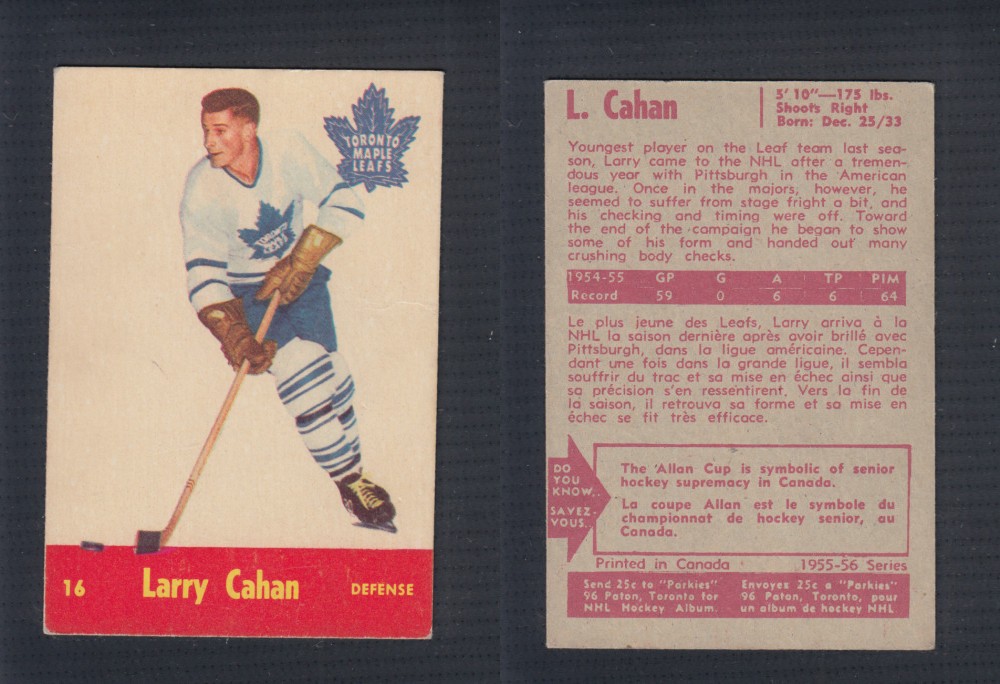 TORONTO
MAPLE
LEAFS
TORONTO
LEAFS
16
Larry Cahan
DEFENSE
L. Cahan
5' 10"—175 lbs.
Shoots Right
Born: Dec. 25/33
Youngest player on the Leaf team last sea-
son, Larry came to the NHL after a tremen-
dous year with Pittsburgh in the American
league. Once in the majors, however, he
seemed to suffer from stage fright a bit, and
his checking and timing were off. Toward
the end of the campaign he began to show
some of his form and handed out many
crushing body checks.
1954-55 GP G A TP PIM
Record 59 0 6 6 64
Le plus jeune des Leafs, Larry arriva à la
NHL la saison dernière après avoir brillé avec
Pittsburgh, dans la ligue américaine. Cepen-
dant une fois dans la grande ligue, il sembla
souffrir du trac et sa mise en échec ainsi que
sa précision s'en ressentirent. Vers la fin de
la saison, il retrouva sa forme et sa mise en
échec se fit très efficace.
DO
YOU
KNOW..
SAVEZ-
VOUS..
The Allan Cup is symbolic of senior
hockey supremacy in Canada.
La coupe Allan est le symbole du
championnat de hockey senior, au
Canada.
Printed in Canada 1955-56 Series
Send 25c to "Parkies"
96 Paton, Toronto for
NHL Hockey Album.
Envoyez 25c a "Parkies"
96 Paton, Toronto, pour
un album de hockey NHL